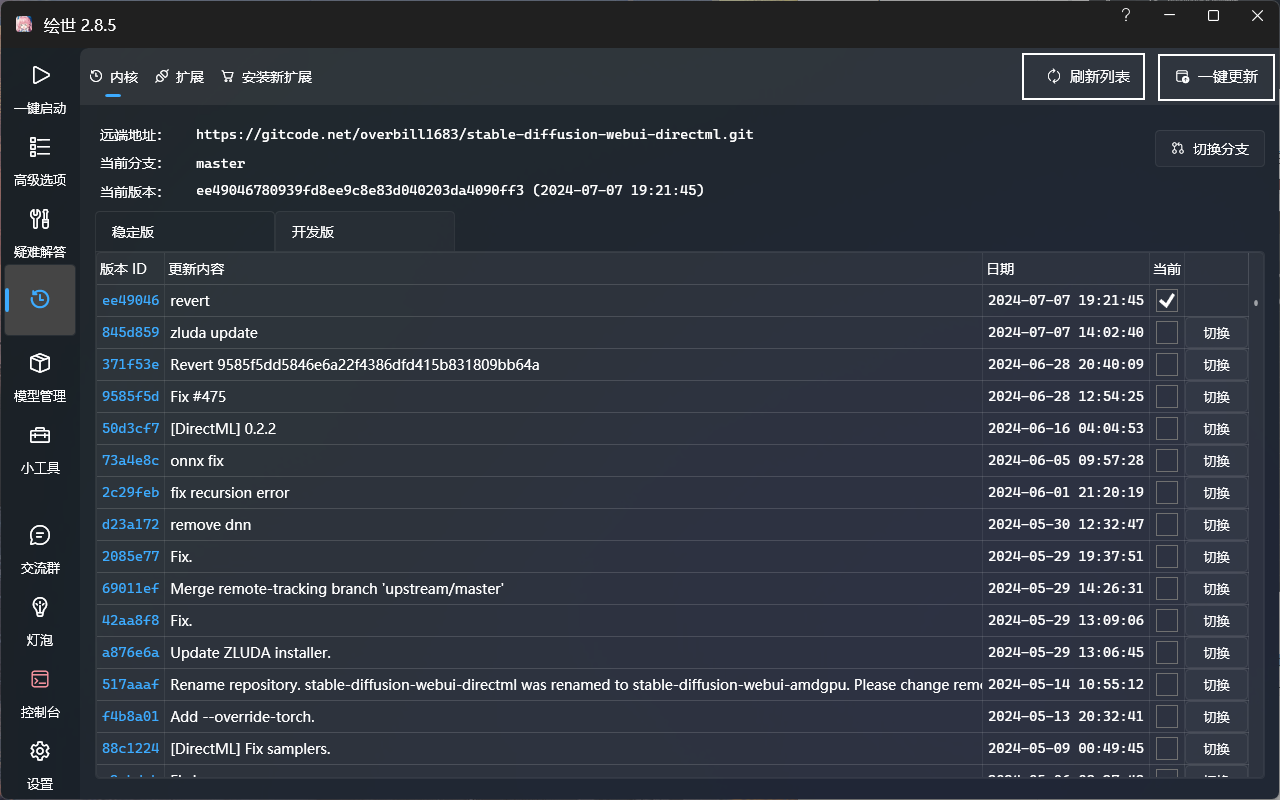 绘世 2.8.5
?
一键启动
高级选项
疑难解答
模型管理
小工具
交流群
灯泡
控制台
设置
内核 扩展 安装新扩展
刷新列表 一键更新
远端地址: https://gitcode.net/overbill1683/stable-diffusion-webui-directml.git
当前分支: master
当前版本: ee49046780939fd8ee9c8e83d040203da4090ff3 (2024-07-07 19:21:45)
切换分支
稳定版 开发版
版本 ID 更新内容 日期 当前
ee49046 revert 2024-07-07 19:21:45
845d859 zluda update 2024-07-07 14:02:40 切换
371f53e Revert 9585f5dd5846e6a22f4386dfd415b831809bb64a 2024-06-28 20:40:09 切换
9585f5d Fix #475 2024-06-28 12:54:25 切换
50d3cf7 [DirectML] 0.2.2 2024-06-16 04:04:53 切换
73a4e8c onnx fix 2024-06-05 09:57:28 切换
2c29feb fix recursion error 2024-06-01 21:20:19 切换
d23a172 remove dnn 2024-05-30 12:32:47 切换
2085e77 Fix. 2024-05-29 19:37:51 切换
69011ef Merge remote-tracking branch 'upstream/master' 2024-05-29 14:26:31 切换
42aa8f8 Fix. 2024-05-29 13:09:06 切换
a876e6a Update ZLUDA installer. 2024-05-29 13:06:45 切换
517aaaf Rename repository. stable-diffusion-webui-directml was renamed to stable-diffusion-webui-amdgpu. Please change remo 2024-05-14 10:55:12 切换
f4b8a01 Add --override-torch. 2024-05-13 20:32:41 切换
88c1224 [DirectML] Fix samplers. 2024-05-09 00:49:45 切换